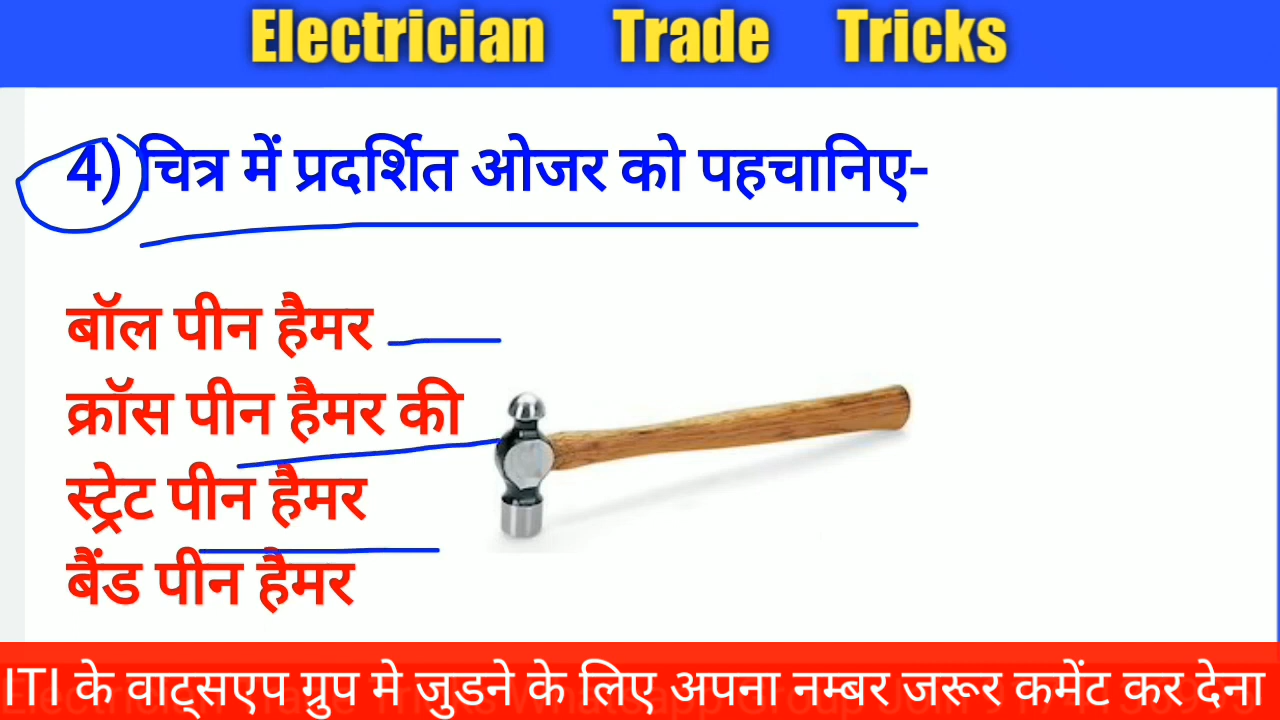 Electrician Trade Tricks
4) चित्र में प्रदर्शित ओजर को पहचानिए-
बॉल पीन हैमर
क्रॉस पीन हैमर की
स्ट्रेट पीन हैमर
बैंड पीन हैमर
ITI के वाट्सएप ग्रुप मे जुडने के लिए अपना नम्बर जरूर कमेंट कर देना